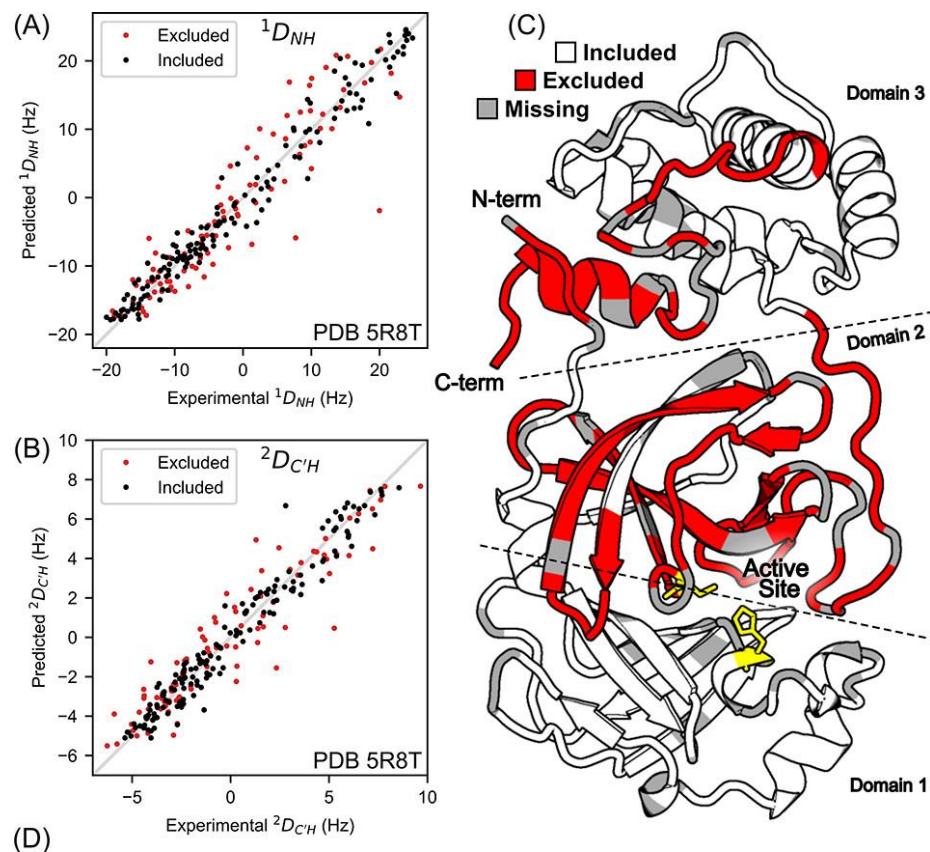 (A)
Excluded
Included
¹D_NH
Predicted ¹D_NH (Hz)
20
10
0
−10
−20
−20
−10
0
10
20
PDB 5R8T
Experimental ¹D_NH (Hz)
(B)
Excluded
Included
²D_C'H
Predicted ²D_C'H (Hz)
10
8
6
4
2
0
−2
−4
−6
−5
0
5
10
PDB 5R8T
Experimental ²D_C'H (Hz)
(C)
Included
Excluded
Missing
Domain 3
N-term
Domain 2
C-term
Active
Site
Domain 1
(D)